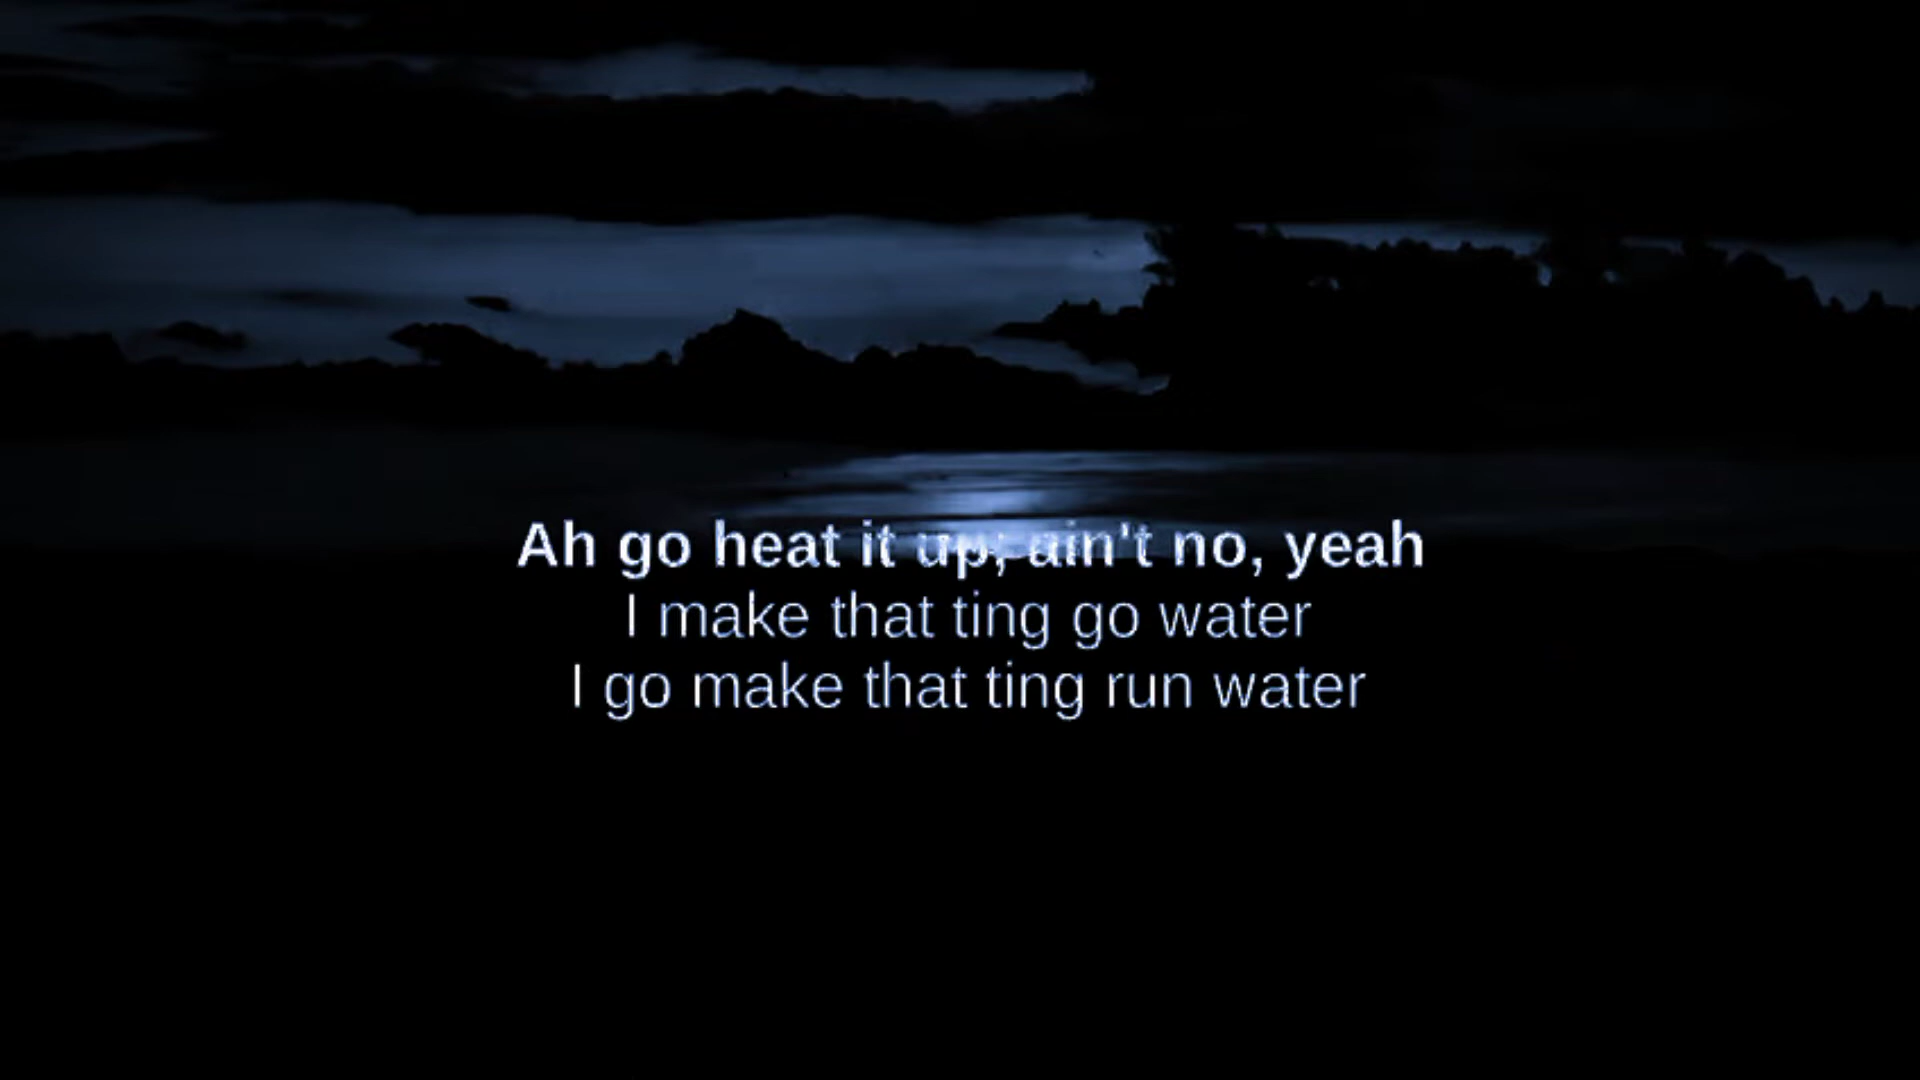 Ah go heat it up, ain't no, yeah
I make that ting go water
I go make that ting run water